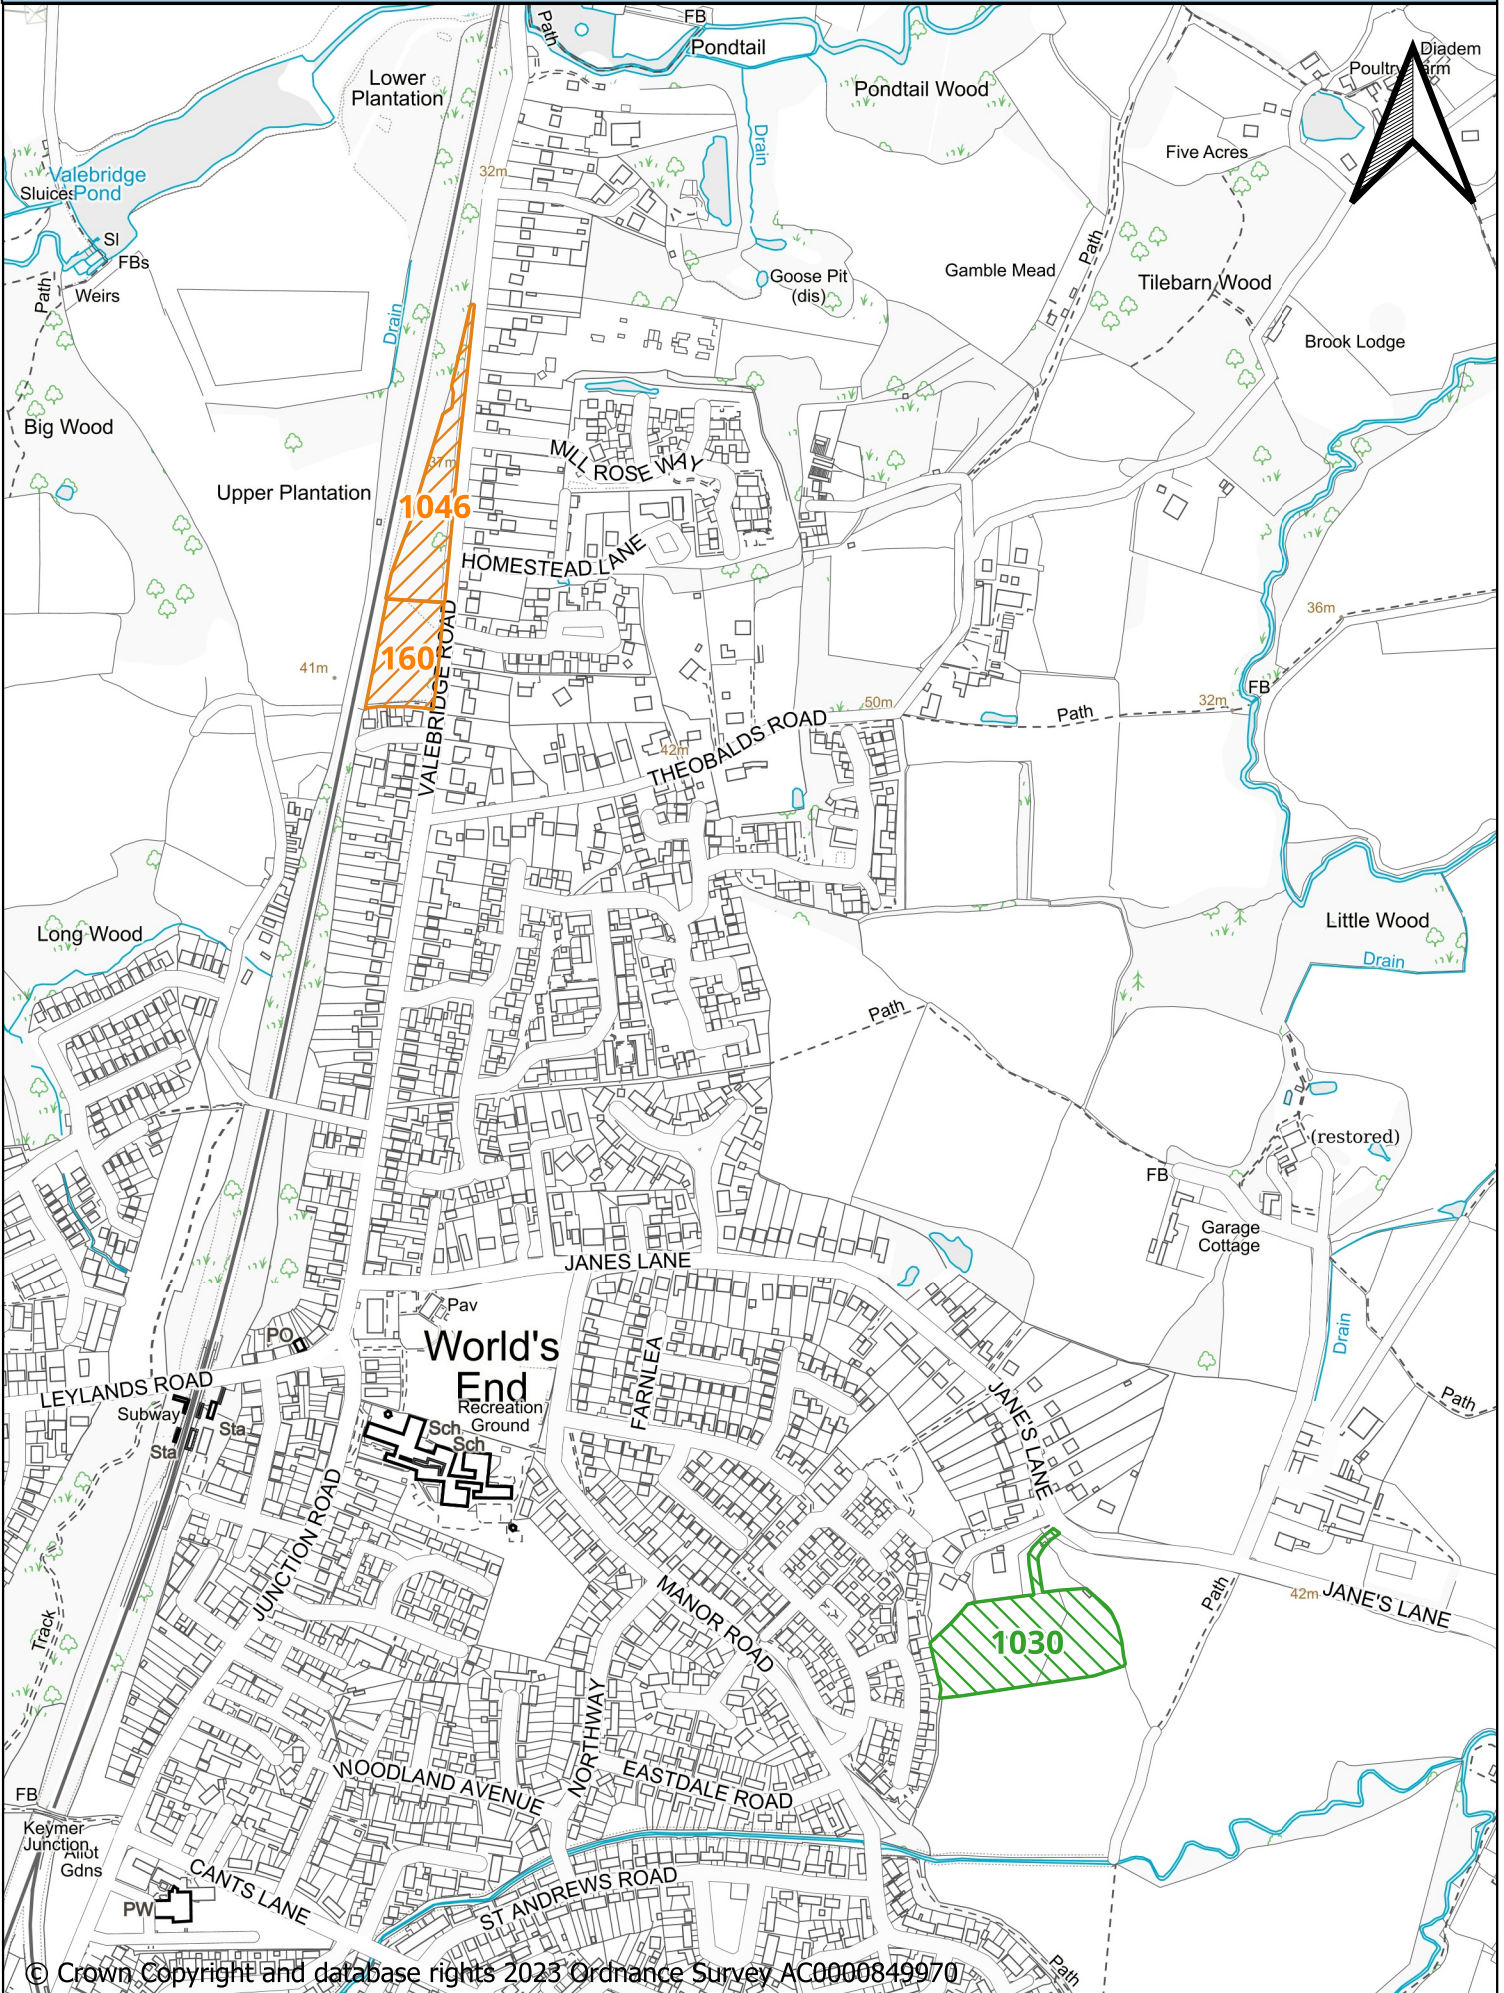 FB
Path
Pondtail
Diadem
Lower
Plantation
Pondtail Wood
Drain
Five Acres
32m
Valebridge
Pond
Sluices
Sl
FBs
Weirs
Path
Path
Gamble Mead
Goose Pit
(dis)
Tilebarn Wood
Drain
Brook Lodge
Big Wood
MILL ROSE WAY
37m
Upper Plantation
1046
HOMESTEAD LANE
36m
160
VALEBRIDGE ROAD
41m
FB
50m
32m
Path
42m
THEOBALDS ROAD
Long Wood
Little Wood
Drain
Path
(restored)
FB
Garage
Cottage
JANES LANE
Pav
PO
World's
End
Drain
FARNLEA
LEYLANDS ROAD
Recreation
Ground
JANE'S LANE
Path
Subway
Sta
Sch
Sch
Sta
JUNCTION ROAD
MANOR ROAD
Path
42m
JANE'S LANE
Track
1030
NORTHWAY
WOODLAND AVENUE
EASTDALE ROAD
FB
Keymer
Junction
Allot
Gdns
CANTS LANE
ST ANDREWS ROAD
PW
Path
© Crown Copyright and database rights 2023 Ordnance Survey AC0000849970